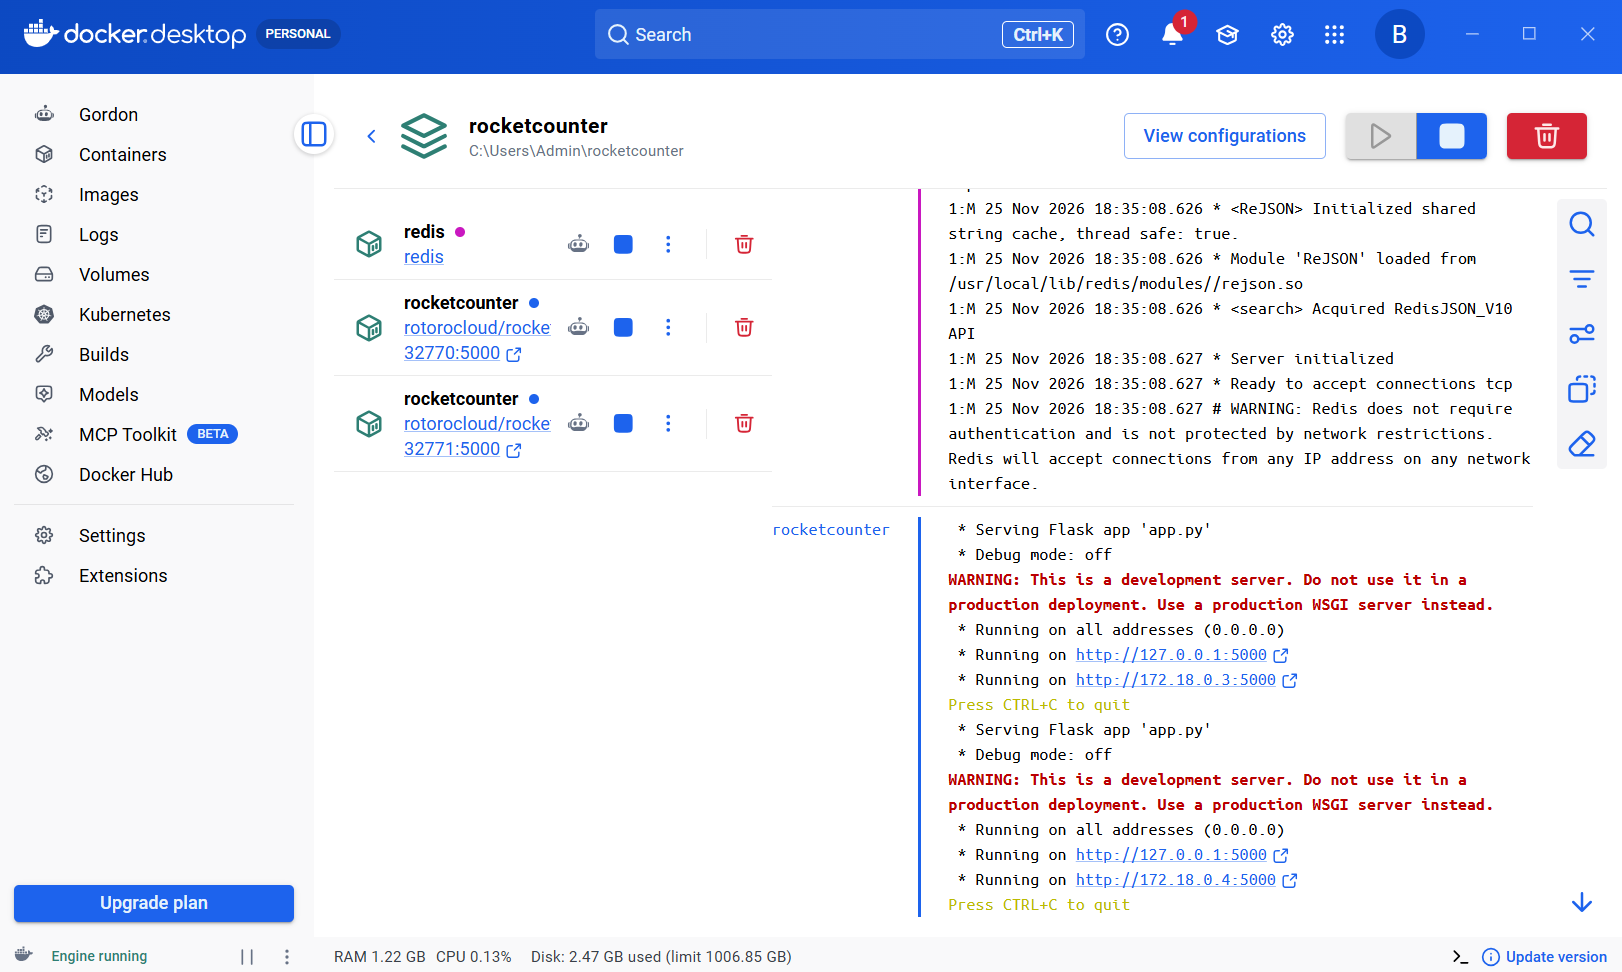 docker.desktop PERSONAL
Search Ctrl+K
1
B
Gordon
Containers
Images
Logs
Volumes
Kubernetes
Builds
Models
MCP Toolkit BETA
Docker Hub
Settings
Extensions
Upgrade plan
rocketcounter
C:\Users\Admin\rocketcounter
View configurations
redis
redis
rocketcounter
rotorocloud/rocke
32770:5000
rocketcounter
rotorocloud/rocke
32771:5000
1:M 25 Nov 2026 18:35:08.626 * <ReJSON> Initialized shared
string cache, thread safe: true.
1:M 25 Nov 2026 18:35:08.626 * Module 'ReJSON' loaded from
/usr/local/lib/redis/modules//rejson.so
1:M 25 Nov 2026 18:35:08.626 * <search> Acquired RedisJSON_V10
API
1:M 25 Nov 2026 18:35:08.627 * Server initialized
1:M 25 Nov 2026 18:35:08.627 * Ready to accept connections tcp
1:M 25 Nov 2026 18:35:08.627 # WARNING: Redis does not require
authentication and is not protected by network restrictions.
Redis will accept connections from any IP address on any network
interface.
rocketcounter
* Serving Flask app 'app.py'
* Debug mode: off
WARNING: This is a development server. Do not use it in a
production deployment. Use a production WSGI server instead.
* Running on all addresses (0.0.0.0)
* Running on http://127.0.0.1:5000
* Running on http://172.18.0.3:5000
Press CTRL+C to quit
* Serving Flask app 'app.py'
* Debug mode: off
WARNING: This is a development server. Do not use it in a
production deployment. Use a production WSGI server instead.
* Running on all addresses (0.0.0.0)
* Running on http://127.0.0.1:5000
* Running on http://172.18.0.4:5000
Press CTRL+C to quit
Engine running
RAM 1.22 GB CPU 0.13% Disk: 2.47 GB used (limit 1006.85 GB)
Update version